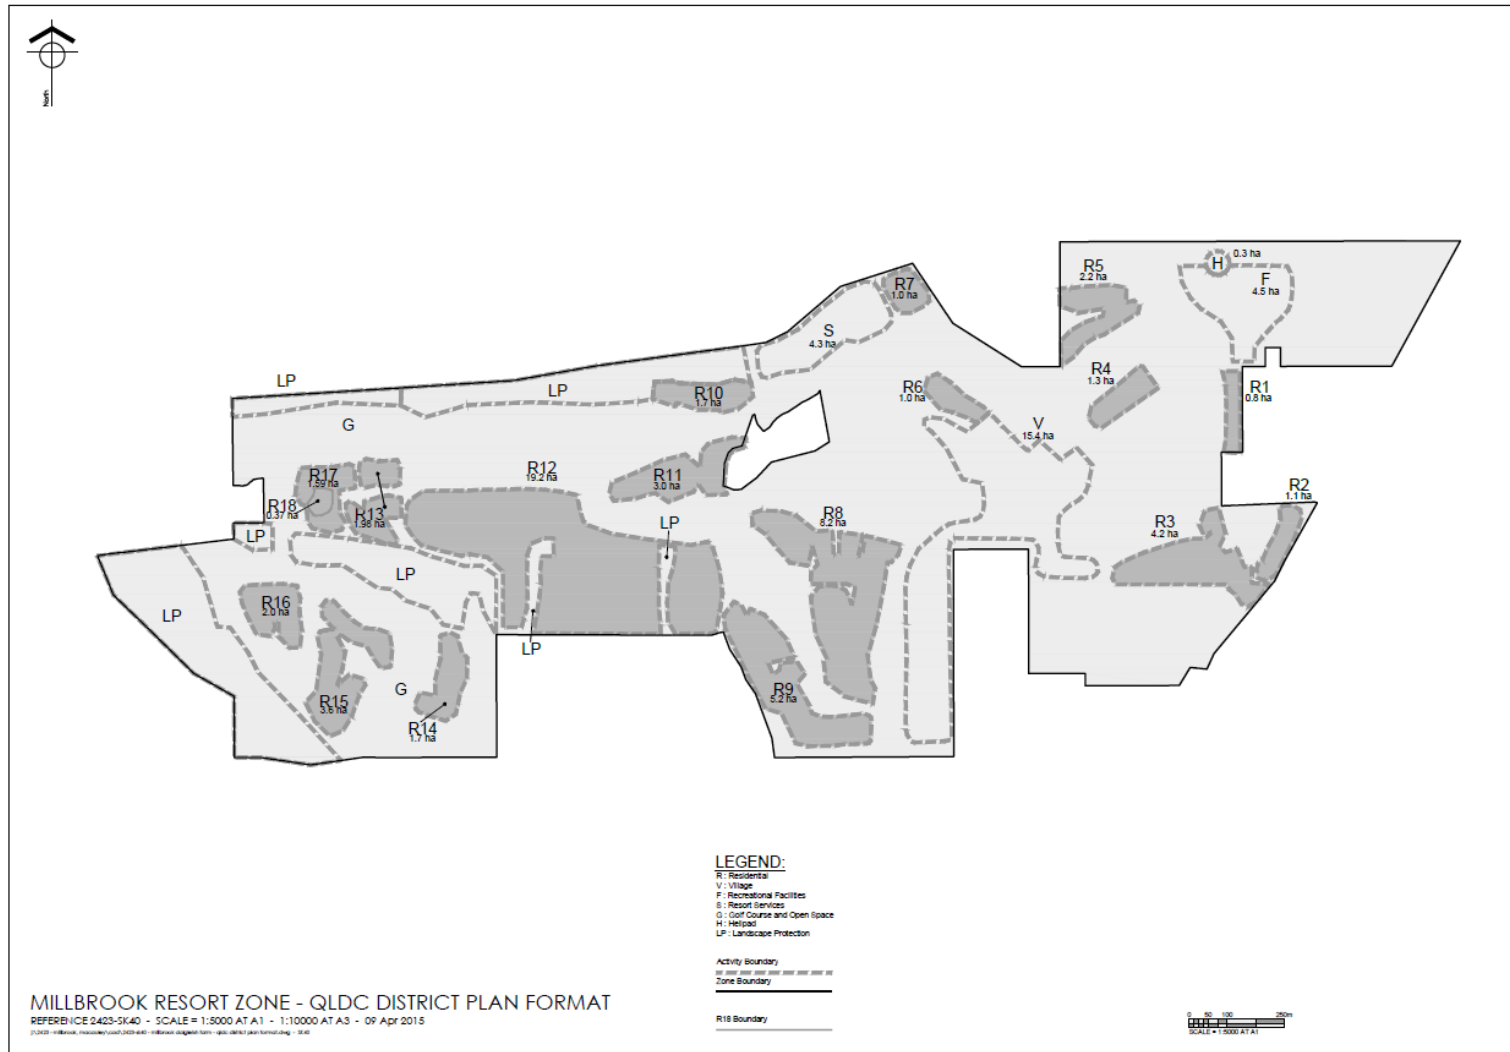 North
R5
2.2 ha
H
0.3 ha
F
4.5 ha
R7
1.0 ha
S
4.3 ha
LP
LP
R10
1.7 ha
R6
1.0 ha
R4
1.3 ha
R1
0.8 ha
G
V
15.4 ha
R17
1.59 ha
R12
19.2 ha
R11
3.0 ha
R2
1.1 ha
R18
0.37 ha
R13
1.98 ha
LP
R8
8.2 ha
R3
4.2 ha
LP
LP
R16
2.0 ha
LP
LP
R15
3.6 ha
G
R9
5.2 ha
R14
1.7 ha
LEGEND:
R : Residential
V : Village
F : Recreational Facilities
S : Resort Services
G : Golf Course and Open Space
H : Helipad
LP : Landscape Protection
Activity Boundary
Zone Boundary
R18 Boundary
MILLBROOK RESORT ZONE - QLDC DISTRICT PLAN FORMAT
REFERENCE 2423-SK40 - SCALE = 1:5000 AT A1 - 1:10000 AT A3 - 09 Apr 2015
0 50 100 250m
SCALE = 1:5000 AT A1